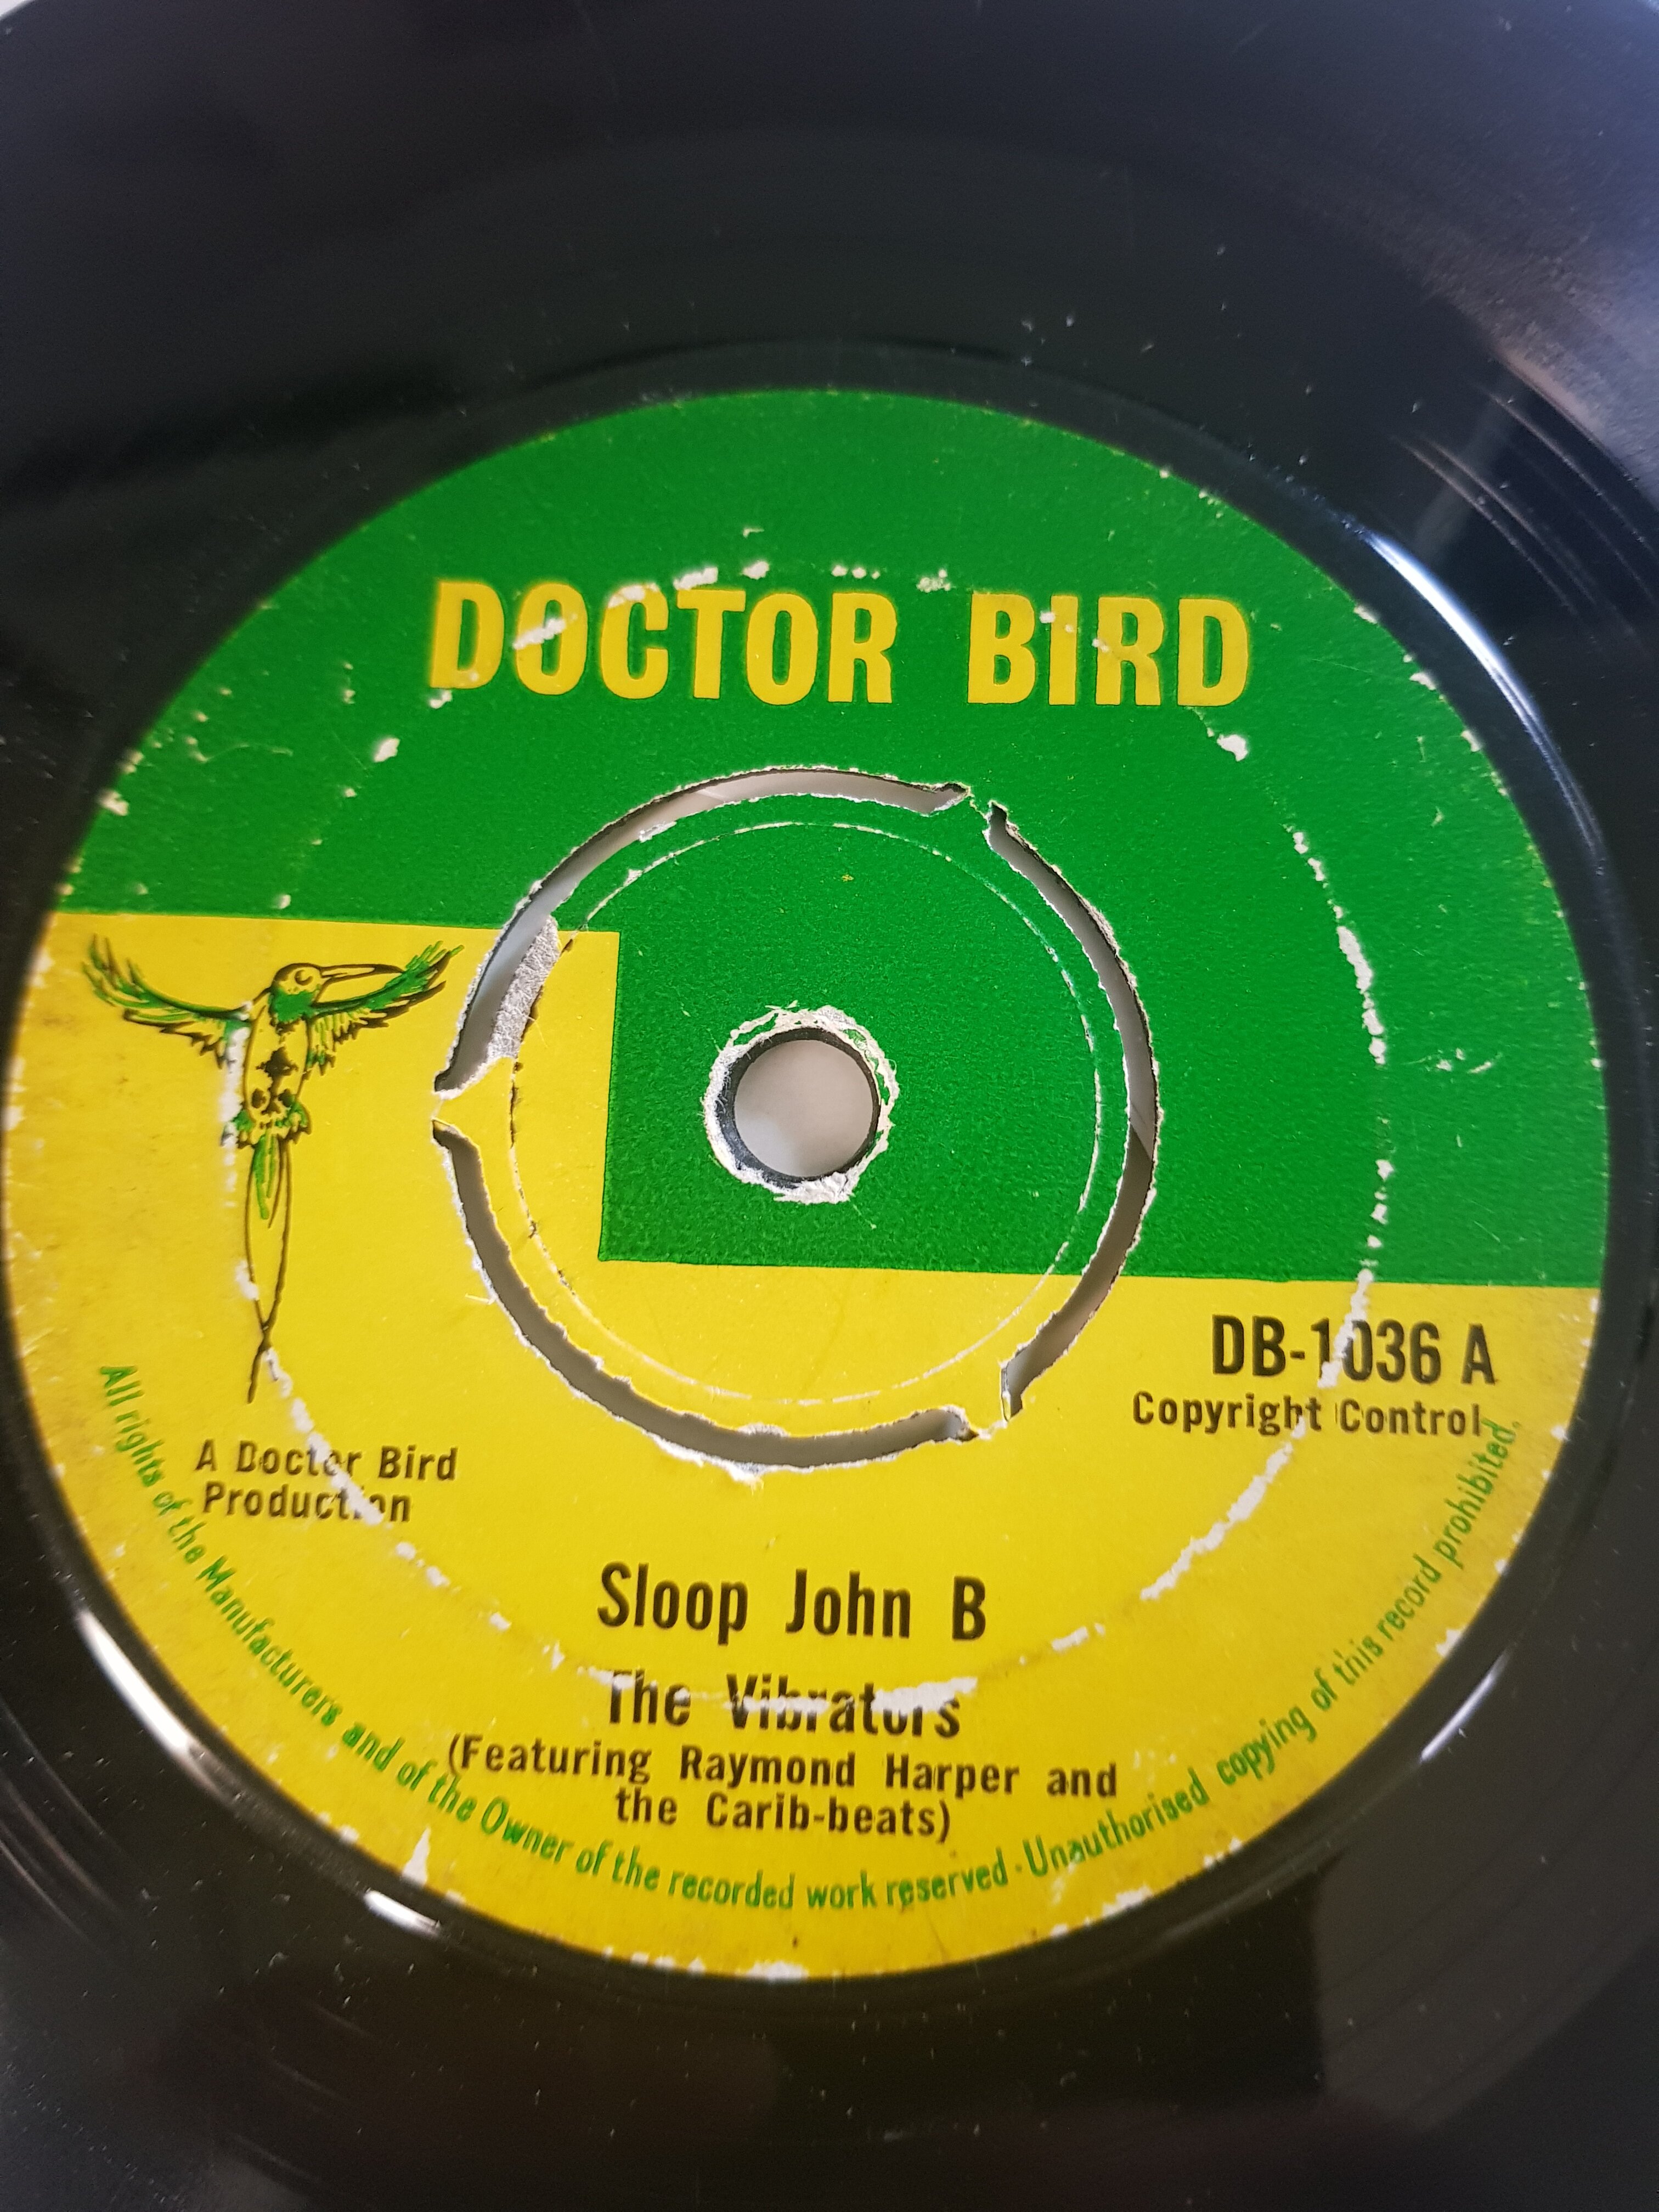 DOCTOR BIRD
DB-1036 A
Copyright Control
A Doctor Bird
Production
Sloop John B
The Vibrators
(Featuring Raymond Harper and
the Carib-beats)
All rights of the Manufacturers and of the Owner of the recorded work reserved · Unauthorised copying of this record prohibited.